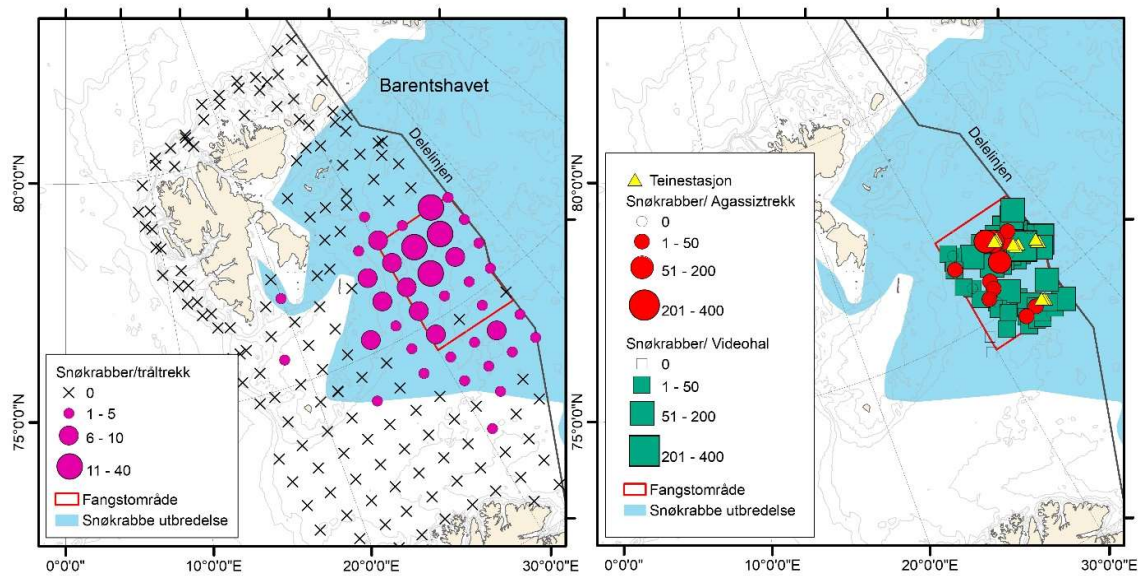 Barentshavet
Delelinjen
80°0'0"N
75°0'0"N
Snøkrabber/tråltrekk
0
1 - 5
6 - 10
11 - 40
Fangstområde
Snøkrabbe utbredelse
0°0'0"
10°0'0"E
20°0'0"E
30°0'0"E
Delelinjen
80°0'0"N
75°0'0"N
Teinestasjon
Snøkrabber/ Agassiztrekk
0
1 - 50
51 - 200
201 - 400
Snøkrabber/ Videohal
0
1 - 50
51 - 200
201 - 400
Fangstområde
Snøkrabbe utbredelse
0°0'0"
10°0'0"E
20°0'0"E
30°0'0"E